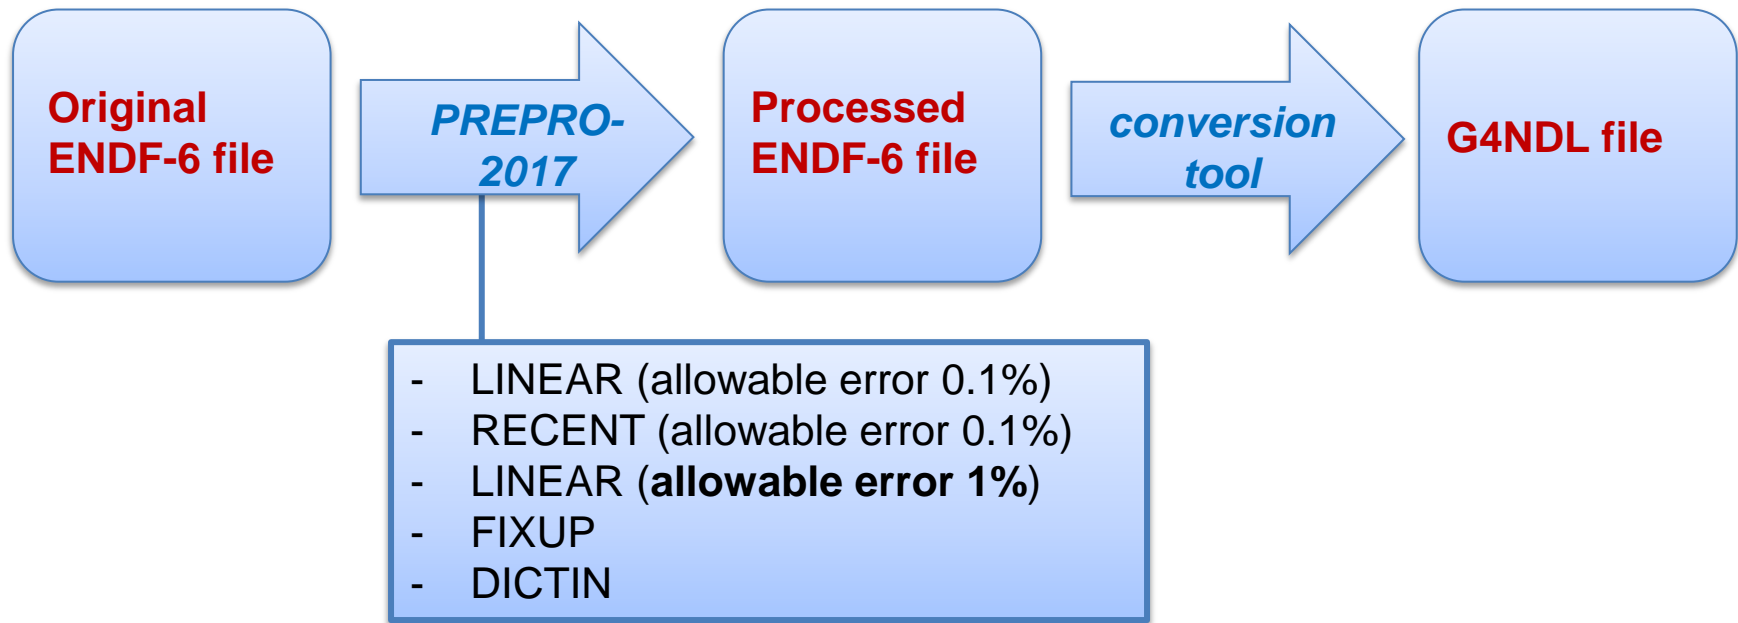 Original
ENDF-6 file
PREPRO-
2017
Processed
ENDF-6 file
conversion
tool
G4NDL file
- LINEAR (allowable error 0.1%)
- RECENT (allowable error 0.1%)
- LINEAR (allowable error 1%)
- FIXUP
- DICTIN